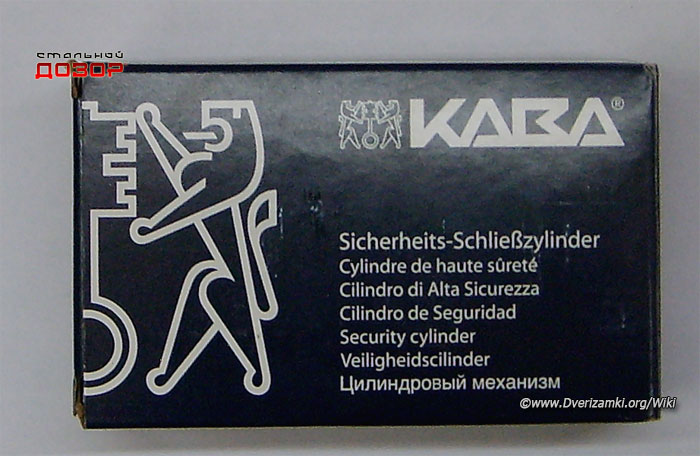 стальной
ДОЗОР
KABA®
Sicherheits-Schließzylinder
Cylindre de haute sûreté
Cilindro di Alta Sicurezza
Cilindro de Seguridad
Security cylinder
Veiligheidscilinder
Цилиндровый механизм
©www.Dverizamki.org/Wiki